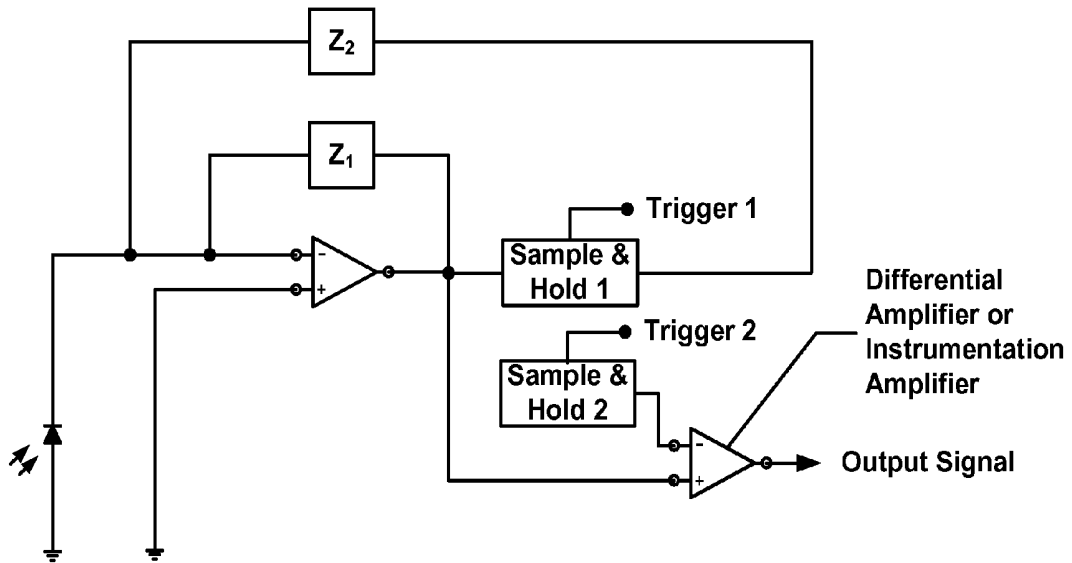 Z2
Z1
Trigger 1
Sample &
Hold 1
-
+
Differential
Amplifier or
Instrumentation
Amplifier
Trigger 2
Sample &
Hold 2
-
+
Output Signal